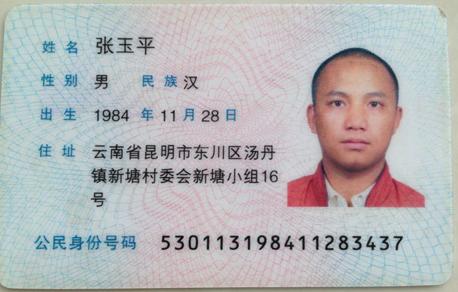 姓名 张玉平
性别 男 民族 汉
出生 1984 年 11 月 28 日
住址 云南省昆明市东川区汤丹
镇新塘村委会新塘小组16
号
公民身份号码 530113198411283437